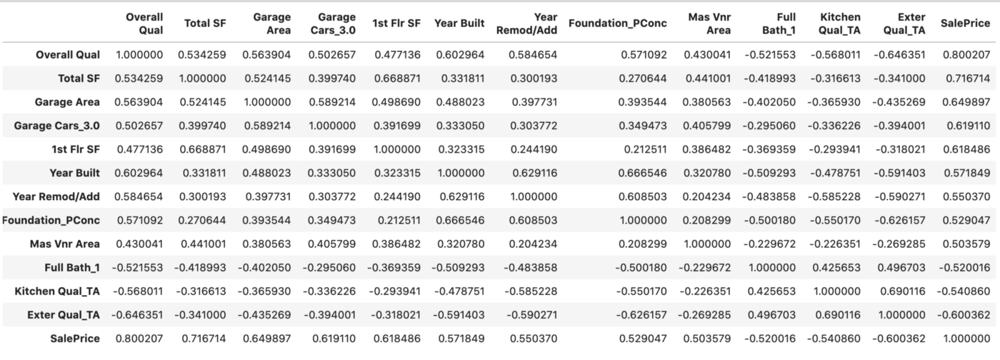 Overall Qual Total SF Garage Area Garage Cars_3.0 1st Flr SF Year Built Year Remod/Add Foundation_PConc Mas Vnr Area Full Bath_1 Kitchen Qual_TA Exter Qual_TA SalePrice
Overall Qual 1.000000 0.534259 0.563904 0.502657 0.477136 0.602964 0.584654 0.571092 0.430041 -0.521553 -0.568011 -0.646351 0.800207
Total SF 0.534259 1.000000 0.524145 0.399740 0.668871 0.331811 0.300193 0.270644 0.441001 -0.418993 -0.316613 -0.341000 0.716714
Garage Area 0.563904 0.524145 1.000000 0.589214 0.498690 0.488023 0.397731 0.393544 0.380563 -0.402050 -0.365930 -0.435269 0.649897
Garage Cars_3.0 0.502657 0.399740 0.589214 1.000000 0.391699 0.333050 0.303772 0.349473 0.405799 -0.295060 -0.336226 -0.394001 0.619110
1st Flr SF 0.477136 0.668871 0.498690 0.391699 1.000000 0.323315 0.244190 0.212511 0.386482 -0.369359 -0.293941 -0.318021 0.618486
Year Built 0.602964 0.331811 0.488023 0.333050 0.323315 1.000000 0.629116 0.666546 0.320780 -0.509293 -0.478751 -0.591403 0.571849
Year Remod/Add 0.584654 0.300193 0.397731 0.303772 0.244190 0.629116 1.000000 0.608503 0.204234 -0.483858 -0.585228 -0.590271 0.550370
Foundation_PConc 0.571092 0.270644 0.393544 0.349473 0.212511 0.666546 0.608503 1.000000 0.208299 -0.500180 -0.550170 -0.626157 0.529047
Mas Vnr Area 0.430041 0.441001 0.380563 0.405799 0.386482 0.320780 0.204234 0.208299 1.000000 -0.229672 -0.226351 -0.269285 0.503579
Full Bath_1 -0.521553 -0.418993 -0.402050 -0.295060 -0.369359 -0.509293 -0.483858 -0.500180 -0.229672 1.000000 0.425653 0.496703 -0.520016
Kitchen Qual_TA -0.568011 -0.316613 -0.365930 -0.336226 -0.293941 -0.478751 -0.585228 -0.550170 -0.226351 0.425653 1.000000 0.690116 -0.540860
Exter Qual_TA -0.646351 -0.341000 -0.435269 -0.394001 -0.318021 -0.591403 -0.590271 -0.626157 -0.269285 0.496703 0.690116 1.000000 -0.600362
SalePrice 0.800207 0.716714 0.649897 0.619110 0.618486 0.571849 0.550370 0.529047 0.503579 -0.520016 -0.540860 -0.600362 1.000000